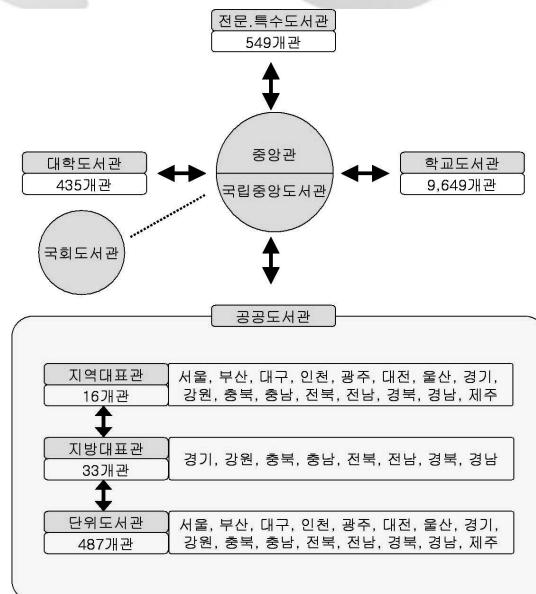 전문.특수도서관
549개관
중앙관
국립중앙도서관
대학도서관
435개관
학교도서관
9,649개관
국회도서관
공공도서관
지역대표관
16개관
서울, 부산, 대구, 인천, 광주, 대전, 울산, 경기,
강원, 충북, 충남, 전북, 전남, 경북, 경남, 제주
지방대표관
33개관
경기, 강원, 충북, 충남, 전북, 전남, 경북, 경남
단위도서관
487개관
서울, 부산, 대구, 인천, 광주, 대전, 울산, 경기,
강원, 충북, 충남, 전북, 전남, 경북, 경남, 제주